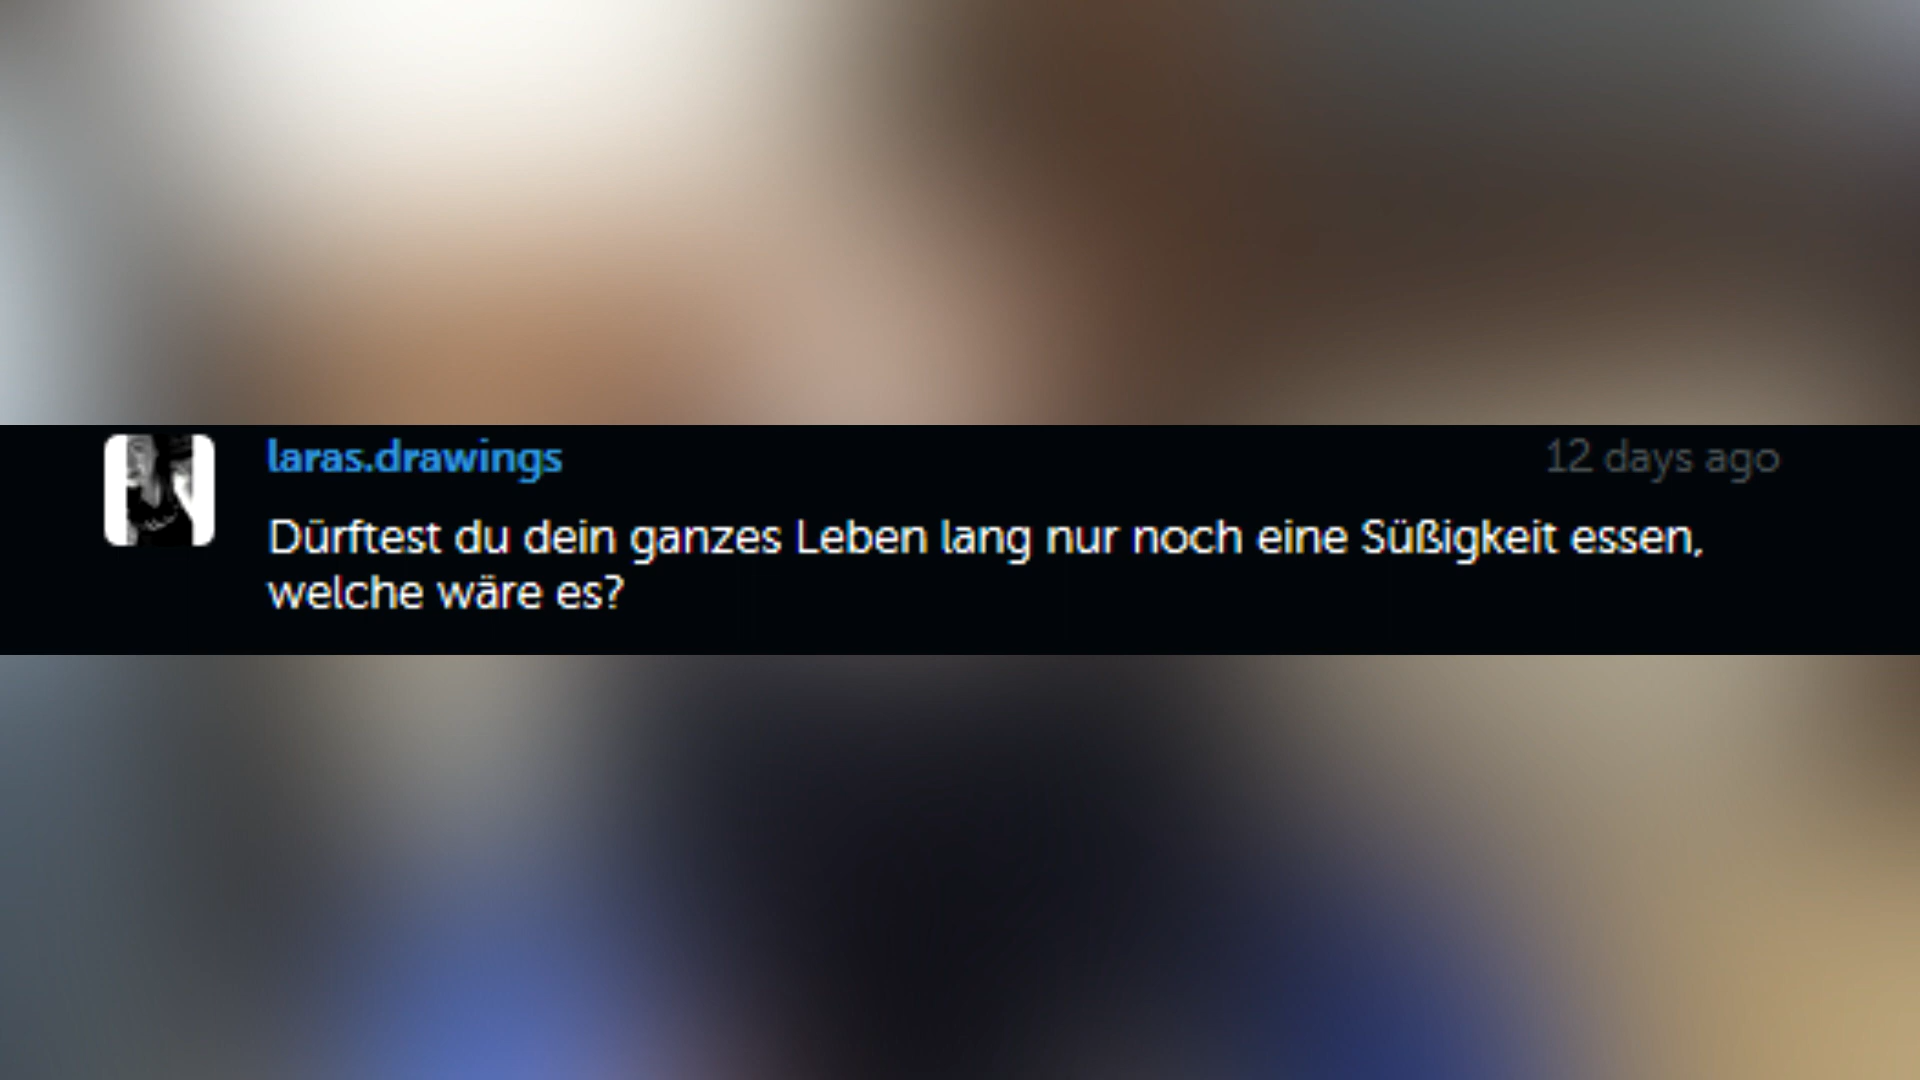 laras.drawings
12 days ago
Dürftest du dein ganzes Leben lang nur noch eine Süßigkeit essen,
welche wäre es?